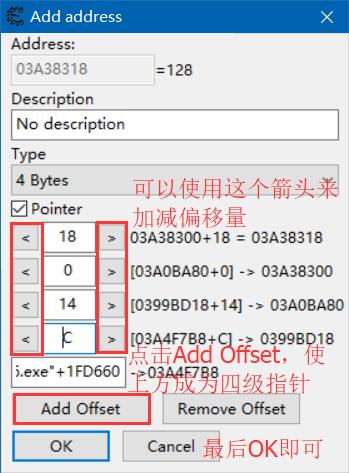 Add address
Address:
03A38318 =128
Description
No description
Type
4 Bytes
Pointer
可以使用这个箭头来
加减偏移量
< 18 > 03A38300+18 = 03A38318
< 0 > [03A0BA80+0] -> 03A38300
< 14 > [0399BD18+14] -> 03A0BA80
< C > [03A4F7B8+C] -> 0399BD18
点击Add Offset，使
上方成为四级指针
.exe"+1FD660 ->03A4F7B8
Add Offset Remove Offset
OK Cancel
最后OK即可